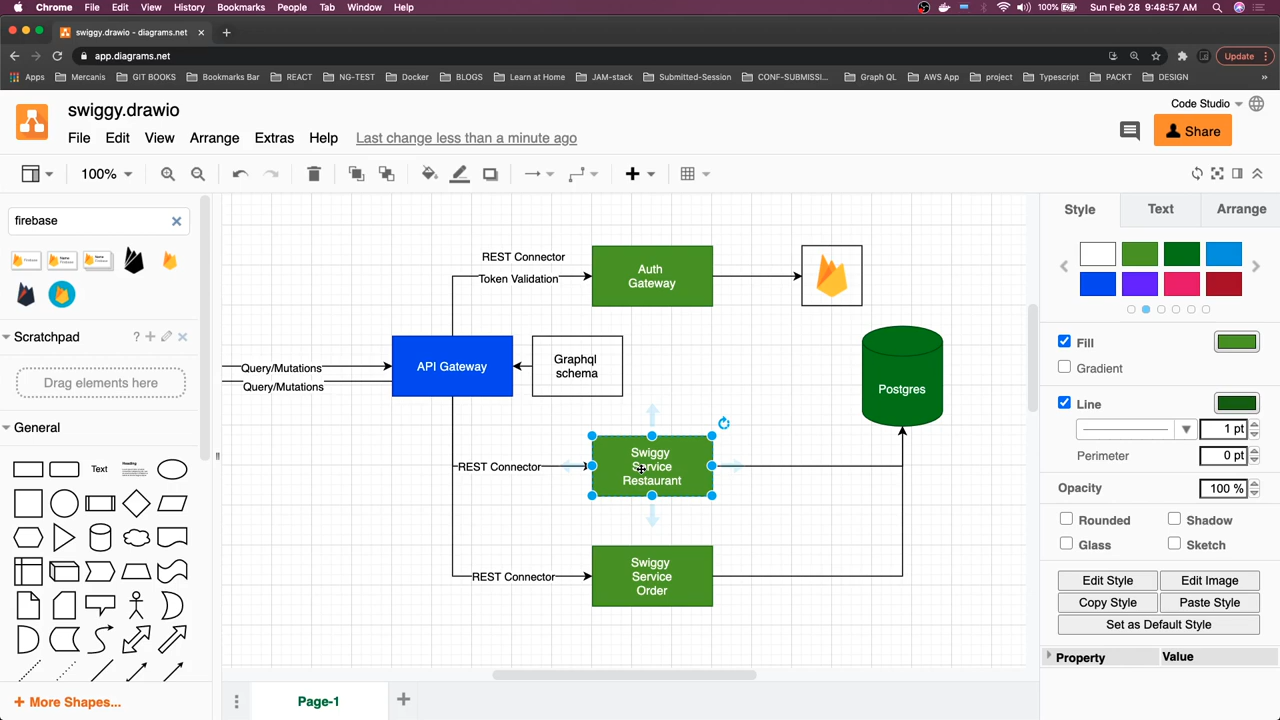 Chrome File Edit View History Bookmarks People Tab Window Help 100% Sun Feb 28 9:48:57 AM
swiggy.drawio - diagrams.net
app.diagrams.net Update
Apps Mercanis GIT BOOKS Bookmarks Bar REACT NG-TEST Docker BLOGS Learn at Home JAM-stack Submitted-Session CONF-SUBMISSI... Graph QL AWS App project Typescript PACKT DESIGN »
swiggy.drawio
Code Studio
File Edit View Arrange Extras Help Last change less than a minute ago
Share
100%
firebase
Scratchpad
?
Drag elements here
General
Text
Heading
More Shapes...
REST Connector
Token Validation
Auth
Gateway
Query/Mutations
Query/Mutations
API Gateway
Graphql
schema
Postgres
REST Connector
Swiggy
Service
Restaurant
REST Connector
Swiggy
Service
Order
Page-1
Style Text Arrange
Fill
Gradient
Line
1 pt
Perimeter
0 pt
Opacity
100 %
Rounded Shadow
Glass Sketch
Edit Style Edit Image
Copy Style Paste Style
Set as Default Style
Property Value